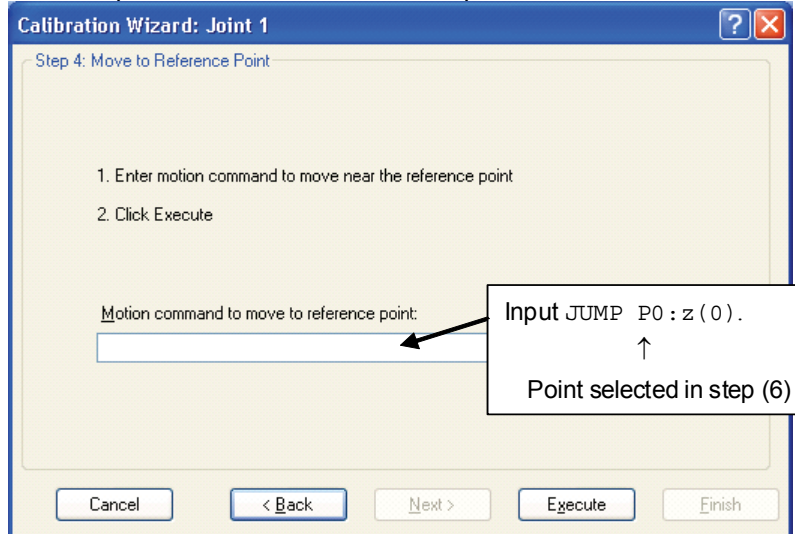 Calibration Wizard: Joint 1
Step 4: Move to Reference Point
1. Enter motion command to move near the reference point
2. Click Execute
Motion command to move to reference point:
Input JUMP P0:z(0).
↑
Point selected in step (6)
Cancel
< Back
Next >
Execute
Finish